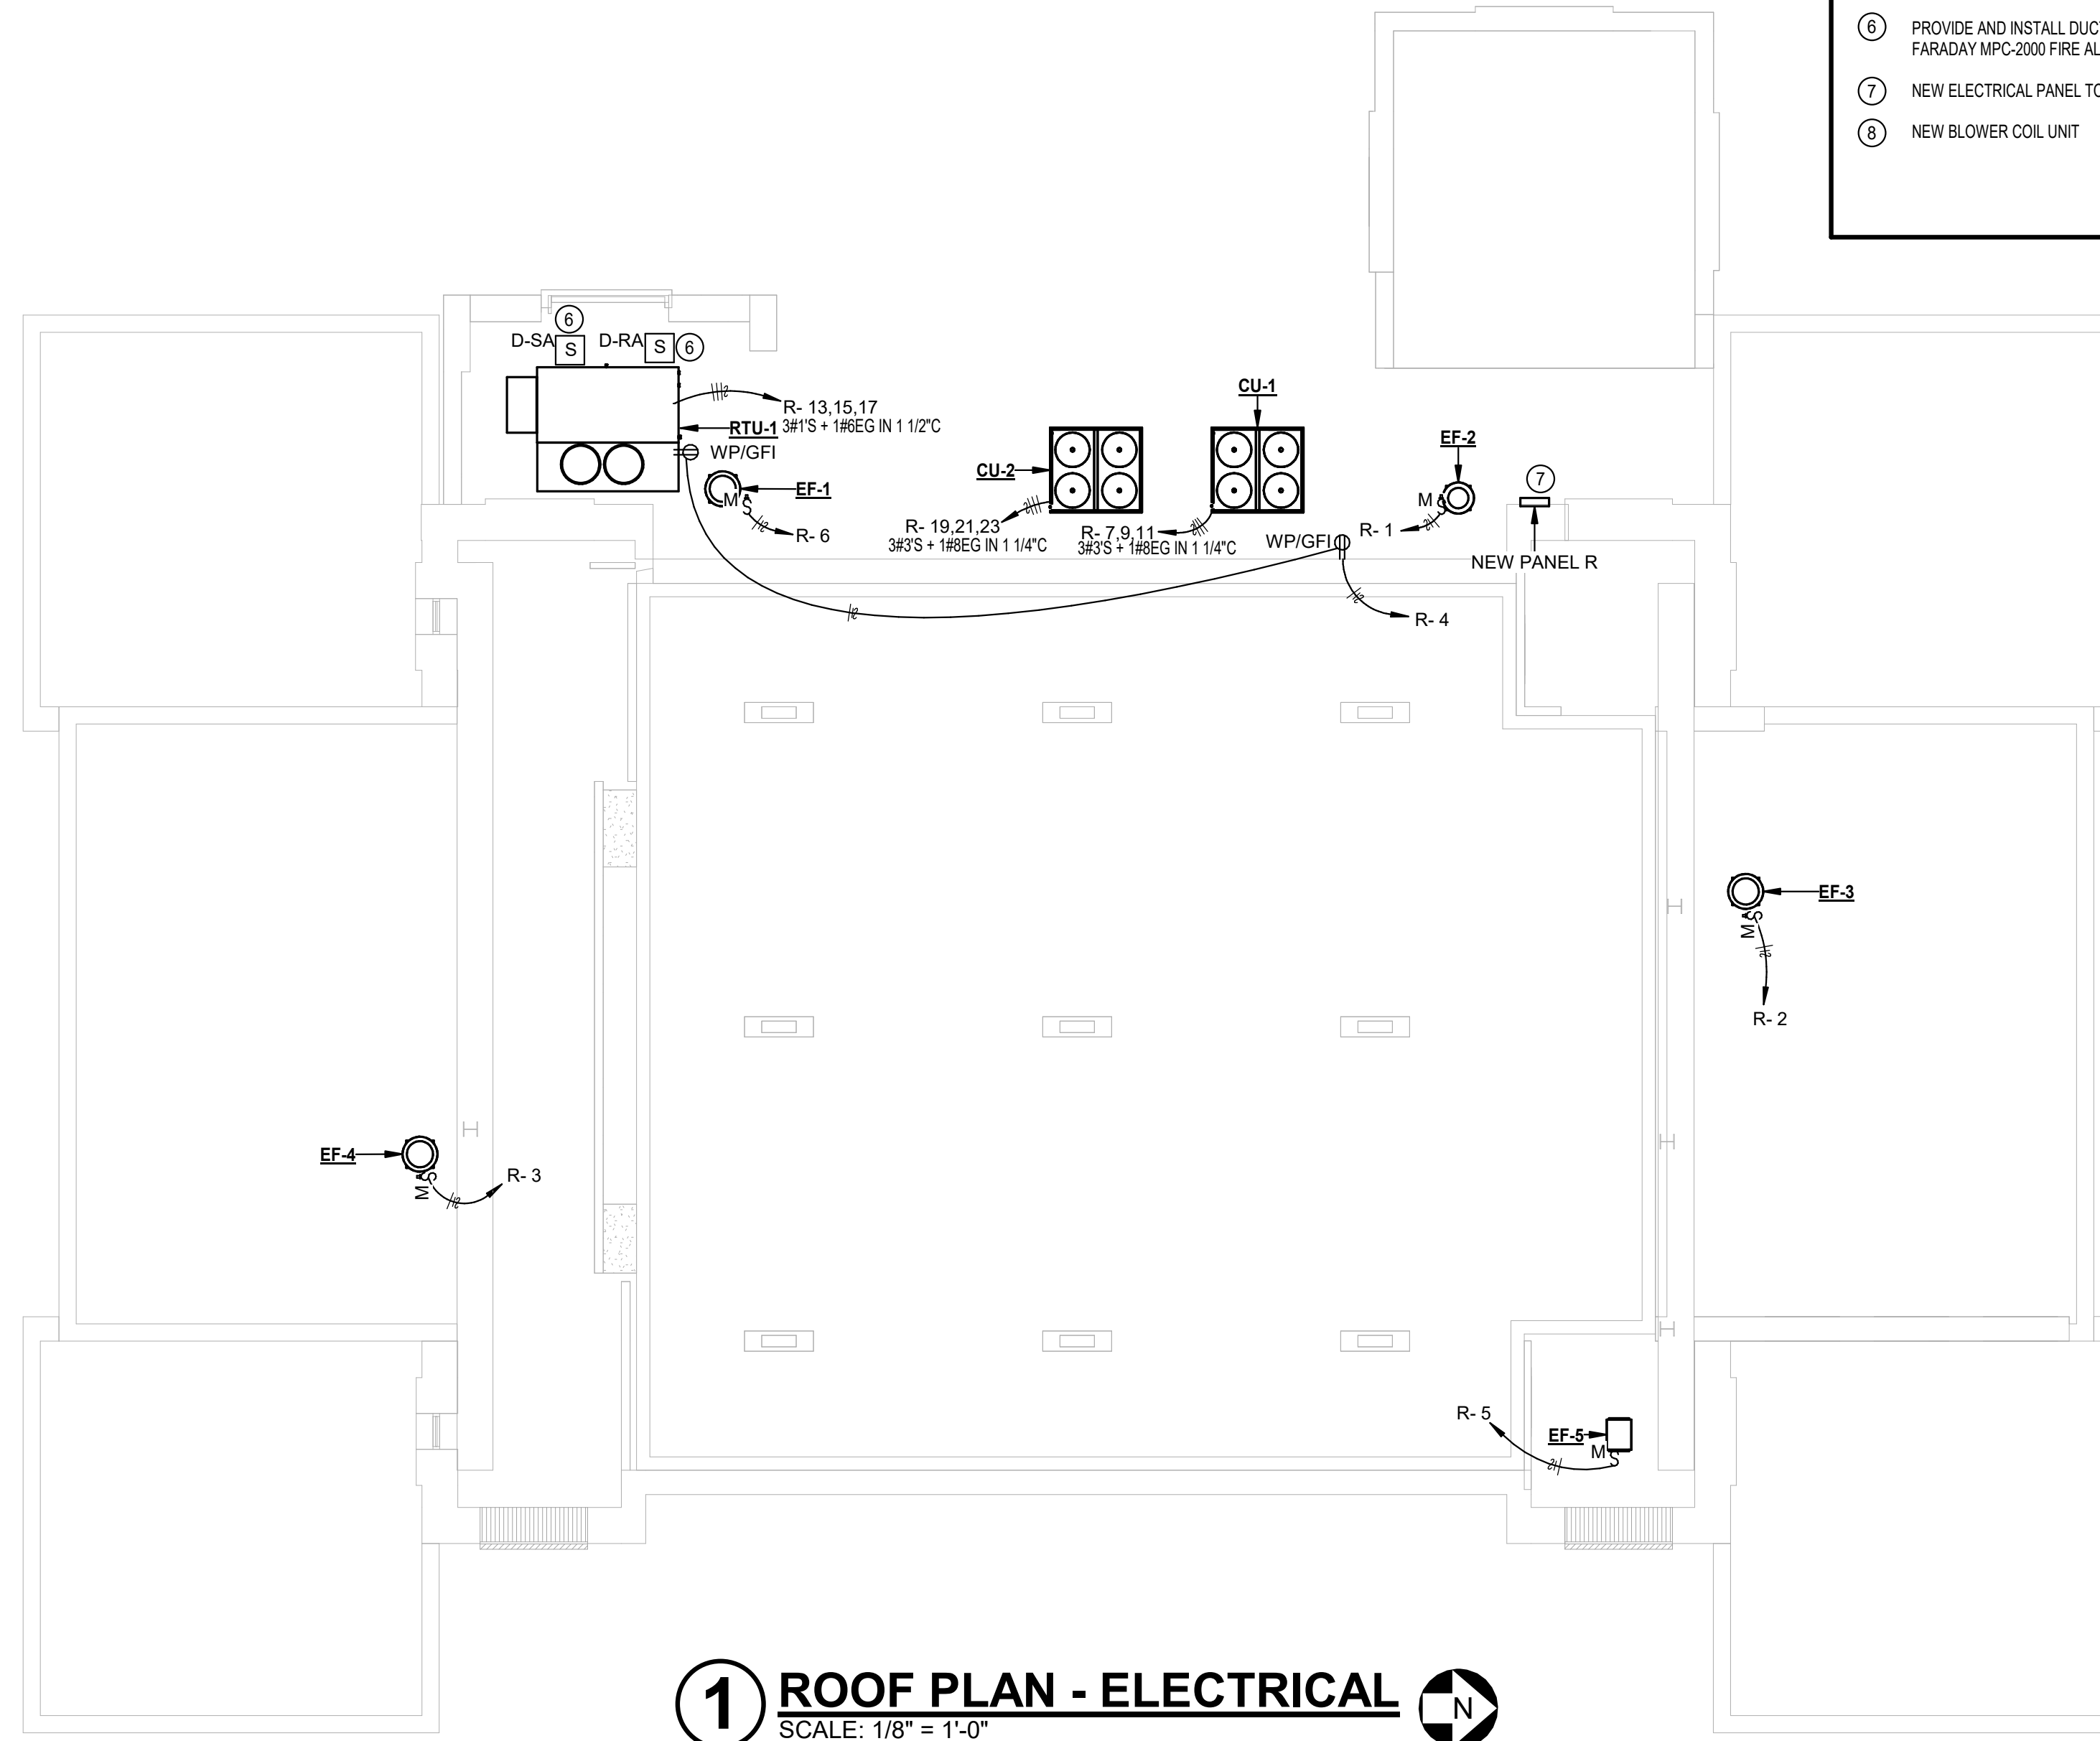 6 PROVIDE AND INSTALL DUC
FARADAY MPC-2000 FIRE AL
7 NEW ELECTRICAL PANEL TO
8 NEW BLOWER COIL UNIT
6
D-SA S D-RA S 6
R- 13,15,17
3#1'S + 1#6EG IN 1 1/2"C
RTU-1
WP/GFI
EF-1
M S
R- 6
CU-1
CU-2
R- 19,21,23
3#3'S + 1#8EG IN 1 1/4"C
R- 7,9,11
3#3'S + 1#8EG IN 1 1/4"C
EF-2
M S
R- 1
WP/GFI
7
NEW PANEL R
R- 4
EF-3
M S
R- 2
EF-4
M S
R- 3
R- 5
EF-5
M S
1 ROOF PLAN - ELECTRICAL N
SCALE: 1/8" = 1'-0"